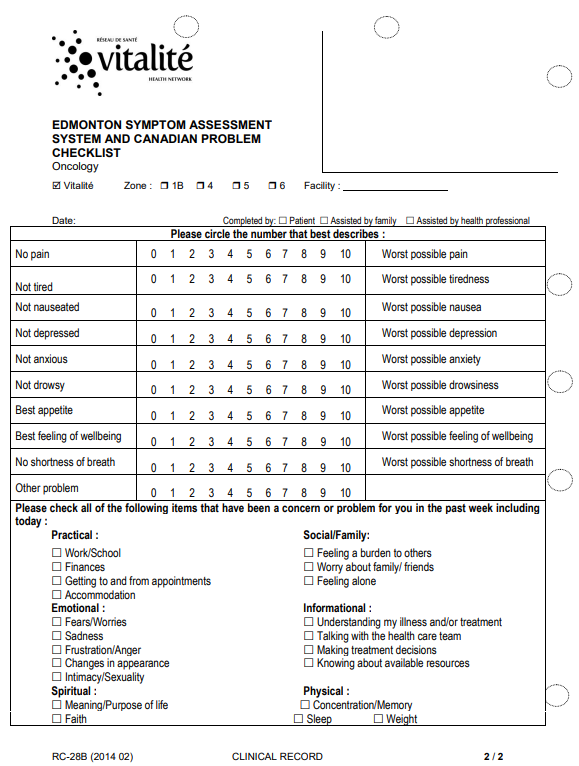 RÉSEAU DE SANTÉ
vitalité
HEALTH NETWORK
EDMONTON SYMPTOM ASSESSMENT
SYSTEM AND CANADIAN PROBLEM
CHECKLIST
Oncology
☑ Vitalité Zone : ☐ 1B ☐ 4 ☐ 5 ☐ 6 Facility :
Date: Completed by: ☐ Patient ☐ Assisted by family ☐ Assisted by health professional
Please circle the number that best describes :
No pain 0 1 2 3 4 5 6 7 8 9 10 Worst possible pain
Not tired 0 1 2 3 4 5 6 7 8 9 10 Worst possible tiredness
Not nauseated 0 1 2 3 4 5 6 7 8 9 10 Worst possible nausea
Not depressed 0 1 2 3 4 5 6 7 8 9 10 Worst possible depression
Not anxious 0 1 2 3 4 5 6 7 8 9 10 Worst possible anxiety
Not drowsy 0 1 2 3 4 5 6 7 8 9 10 Worst possible drowsiness
Best appetite 0 1 2 3 4 5 6 7 8 9 10 Worst possible appetite
Best feeling of wellbeing 0 1 2 3 4 5 6 7 8 9 10 Worst possible feeling of wellbeing
No shortness of breath 0 1 2 3 4 5 6 7 8 9 10 Worst possible shortness of breath
Other problem 0 1 2 3 4 5 6 7 8 9 10
Please check all of the following items that have been a concern or problem for you in the past week including
today :
Practical : Social/Family:
☐ Work/School ☐ Feeling a burden to others
☐ Finances ☐ Worry about family/ friends
☐ Getting to and from appointments ☐ Feeling alone
☐ Accommodation
Emotional : Informational :
☐ Fears/Worries ☐ Understanding my illness and/or treatment
☐ Sadness ☐ Talking with the health care team
☐ Frustration/Anger ☐ Making treatment decisions
☐ Changes in appearance ☐ Knowing about available resources
☐ Intimacy/Sexuality
Spiritual : Physical :
☐ Meaning/Purpose of life ☐ Concentration/Memory
☐ Faith ☐ Sleep ☐ Weight
RC-28B (2014 02) CLINICAL RECORD 2 / 2